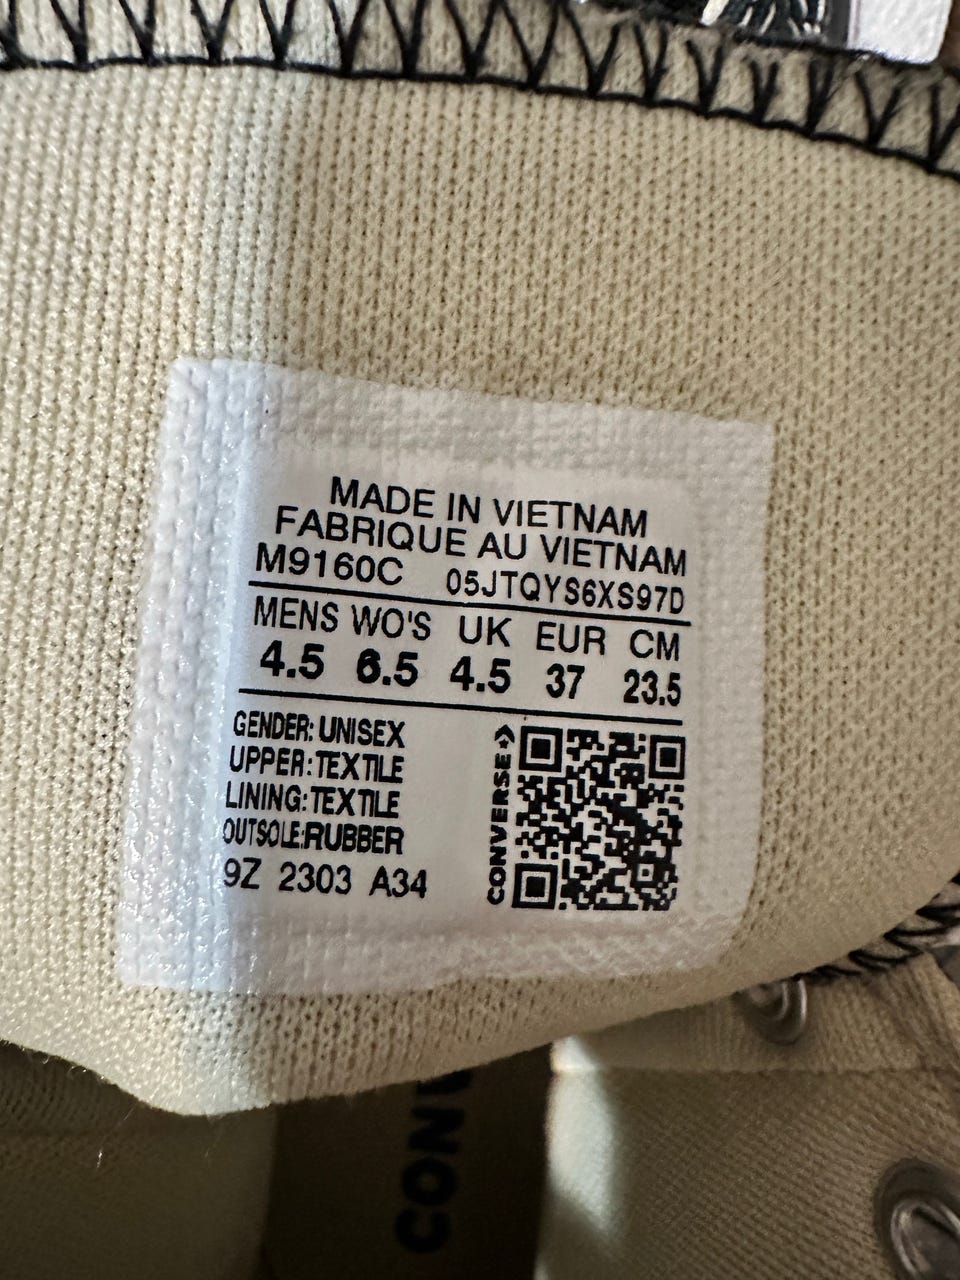 MADE IN VIETNAM
FABRIQUE AU VIETNAM
M9160C 05JTQYS6XS97D
MENS WO'S UK EUR CM
4.5 6.5 4.5 37 23.5
GENDER: UNISEX
UPPER: TEXTILE
LINING: TEXTILE
OUTSOLE: RUBBER
9Z 2303 A34
CONVERSE